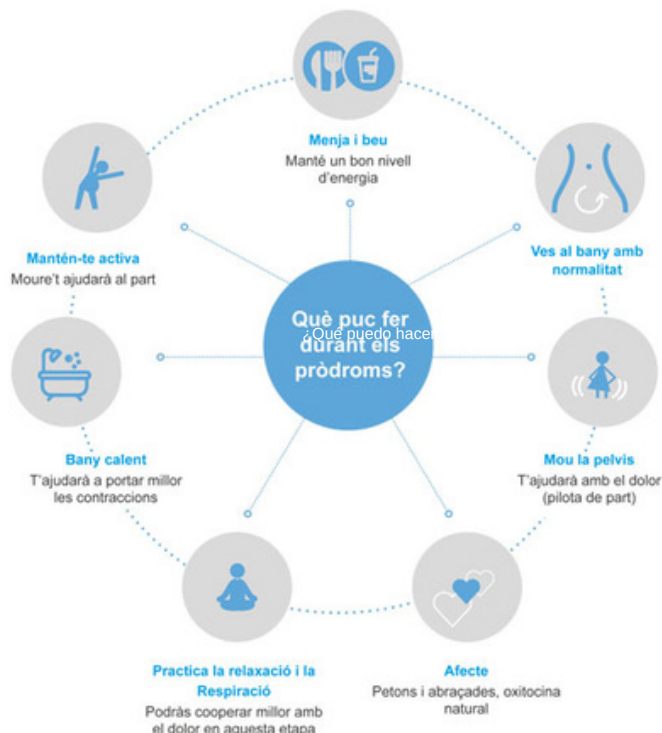 Menja i beu
Manté un bon nivell
d'energia
Ves al bany amb
normalitat
Mou la pelvis
T'ajudarà amb el dolor
(pilota de part)
Afecte
Petons i abraçades, oxitocina
natural
Practica la relaxació i la
Respiració
Podràs cooperar millor amb
el dolor en aquesta etapa
Bany calent
T'ajudarà a portar millor
les contraccions
Mantén-te activa
Moure't ajudarà al part
Què puc fer
¿Qué puedo hacer
durant els
pròdroms?